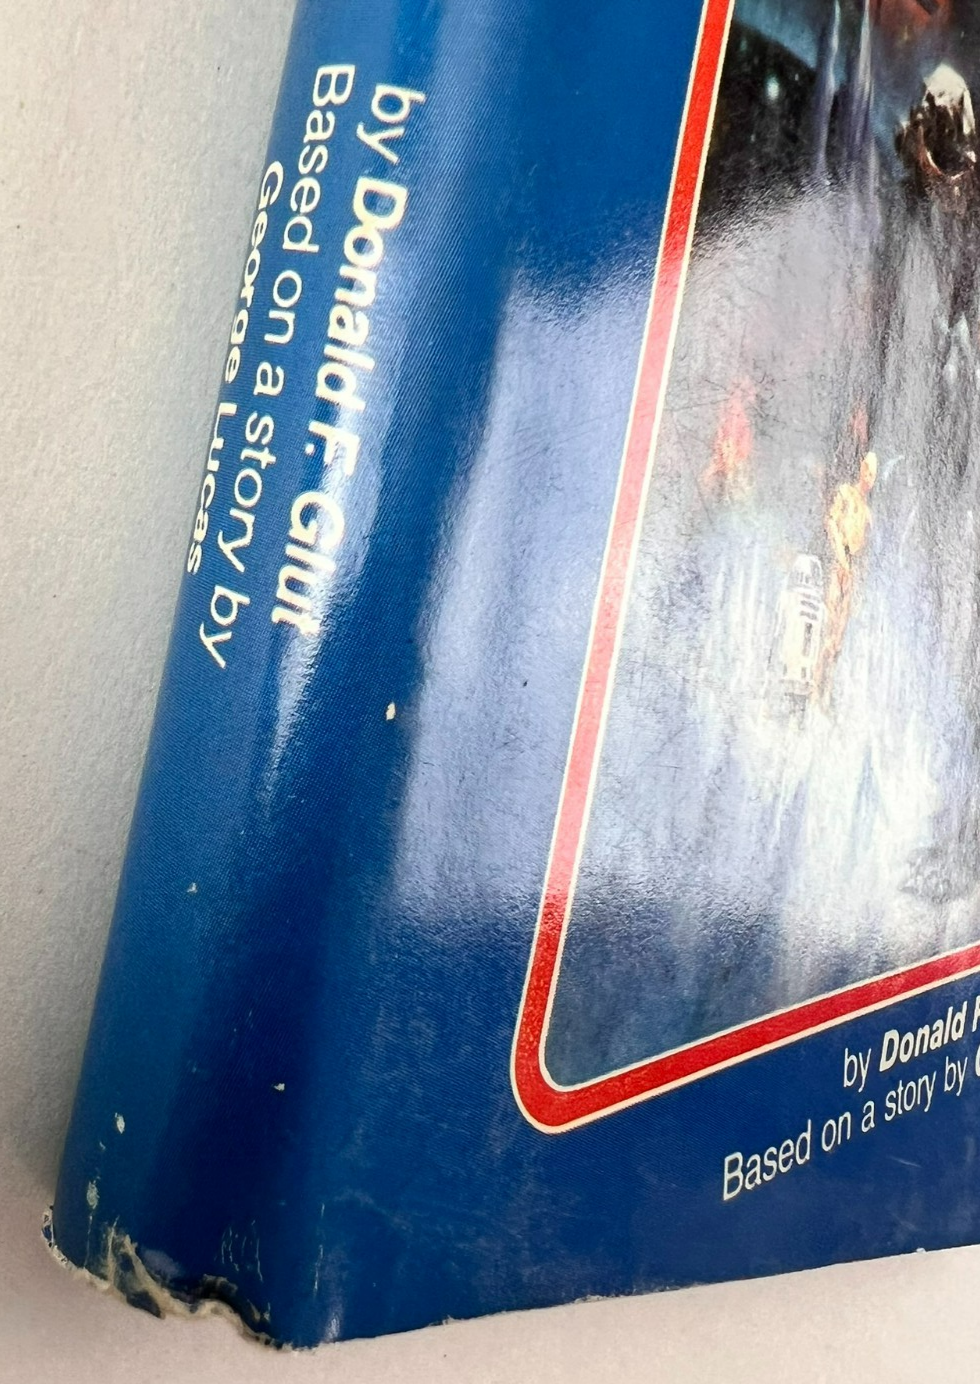 by Donald F. Glut
Based on a story by
George Lucas
by Donald
Based on a story by